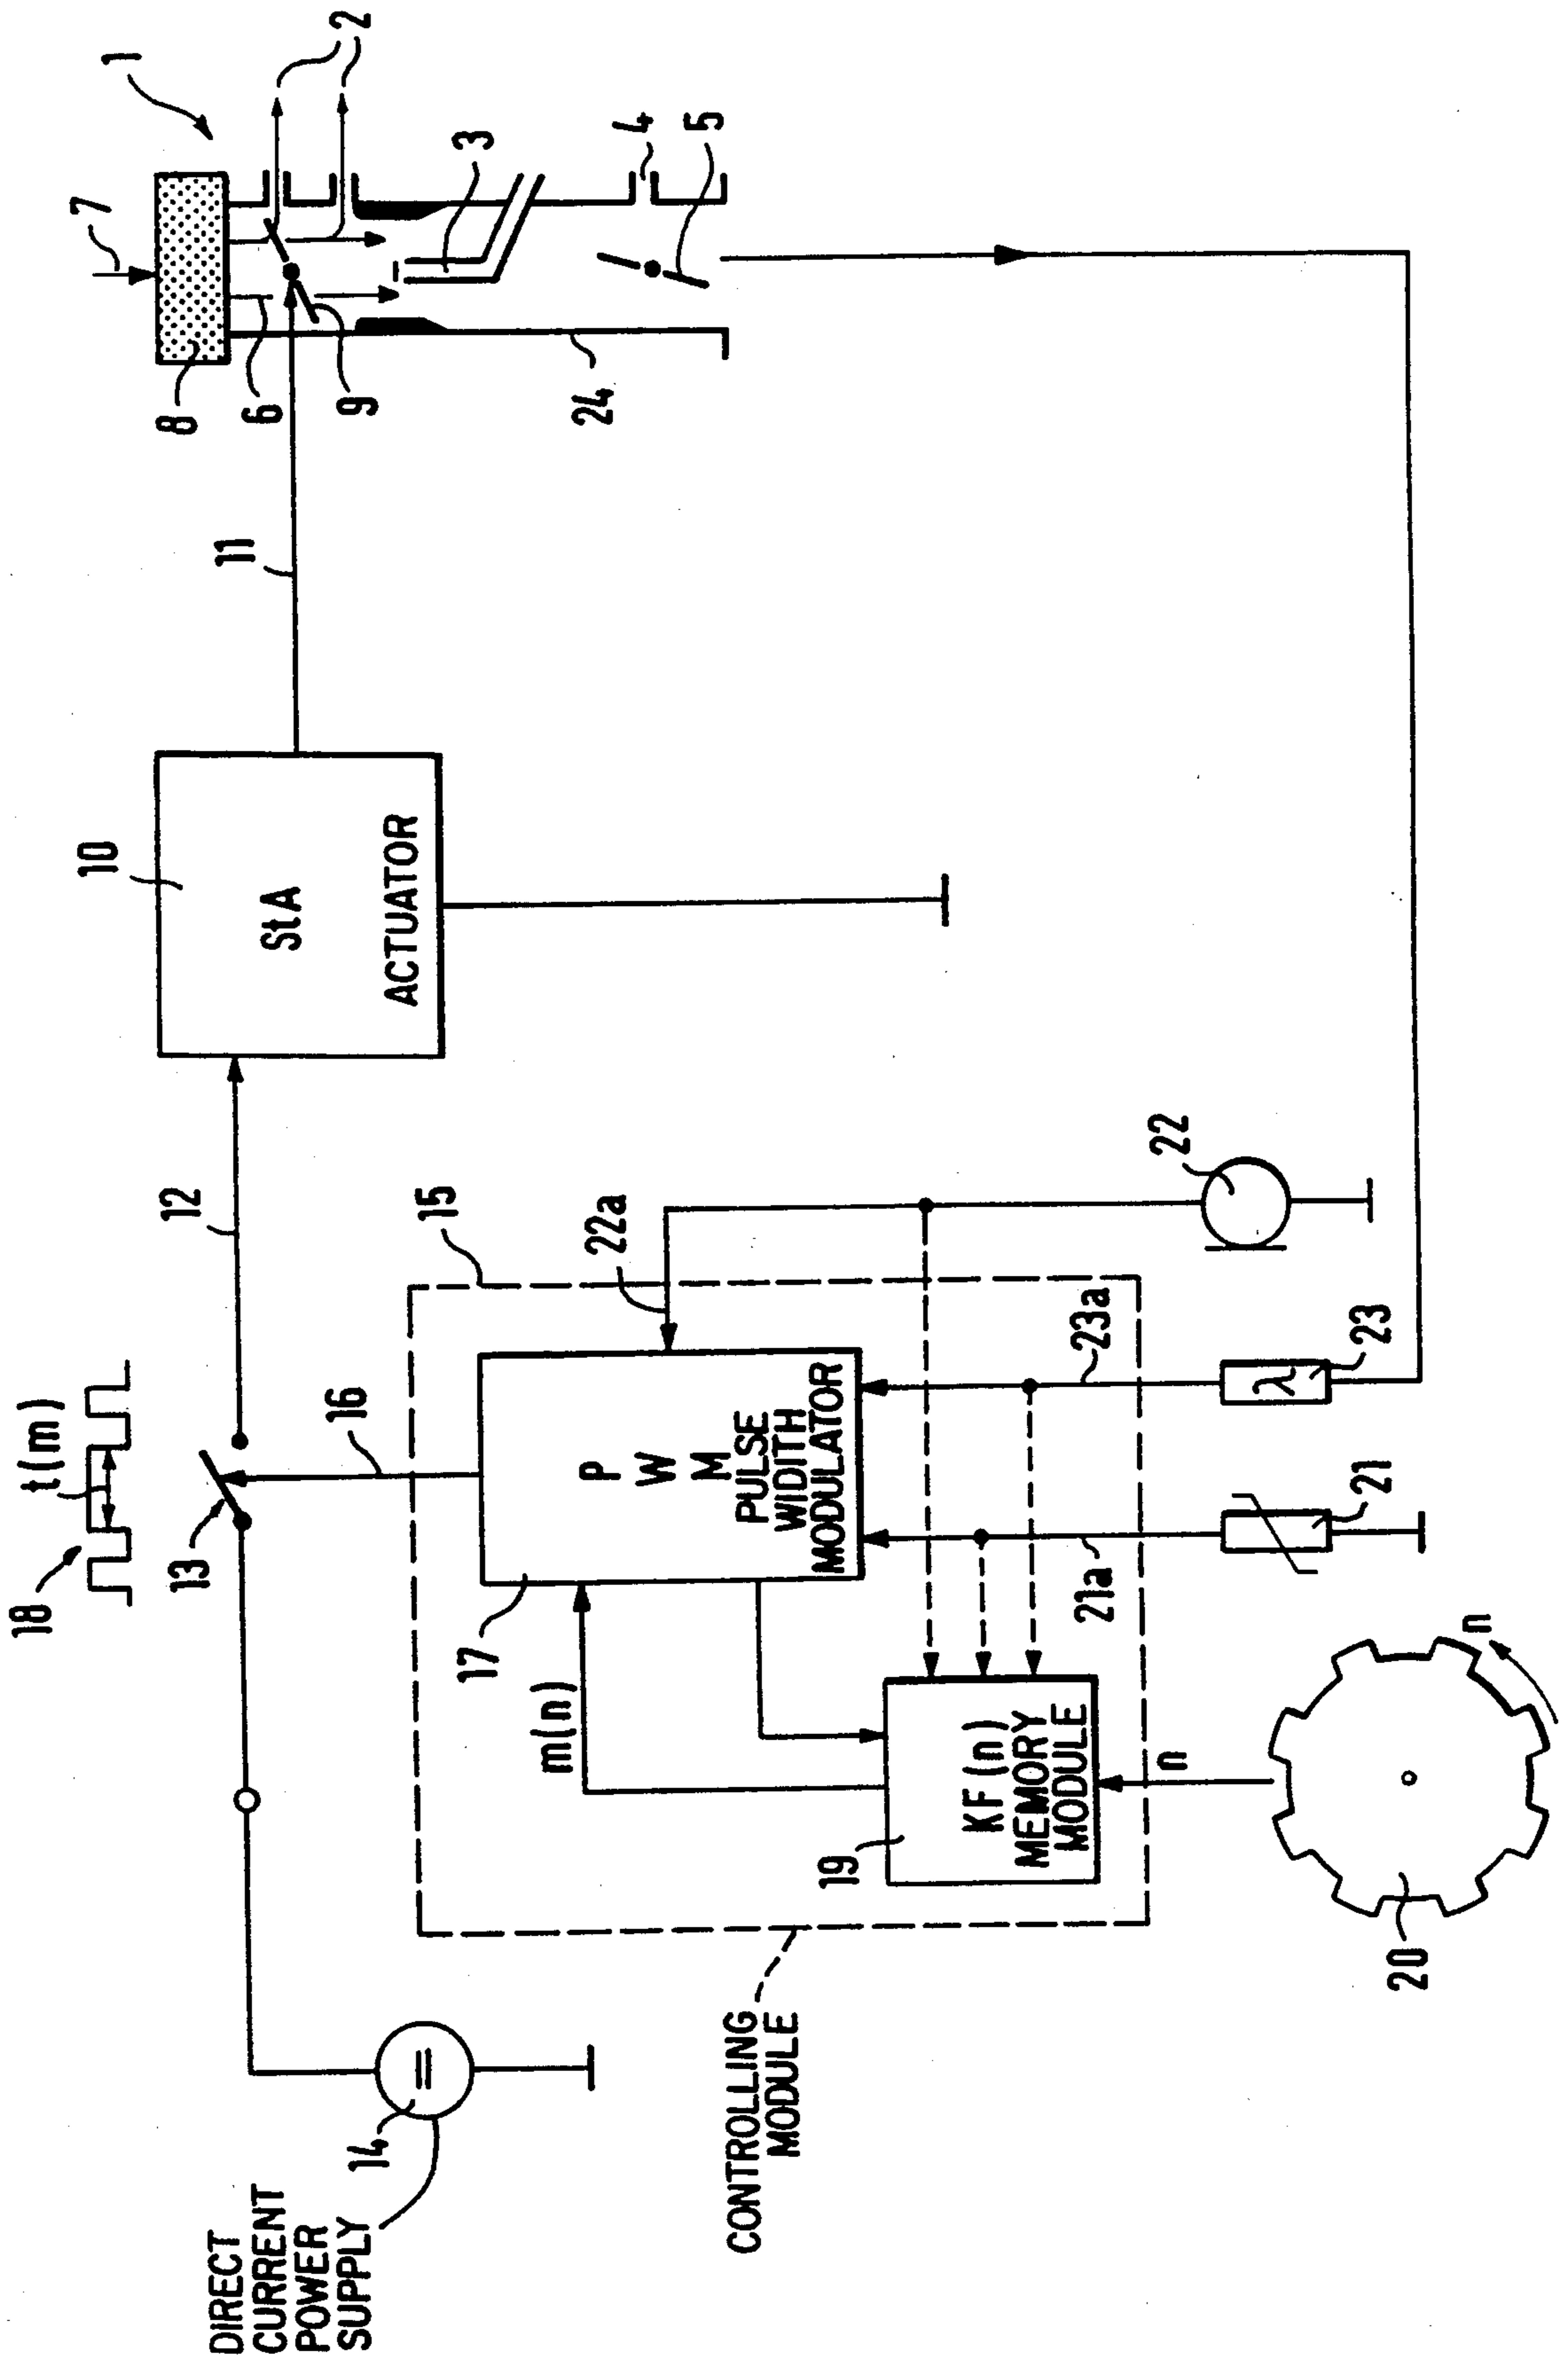 1
2
7
3
4
5
8
6
9
24
11
10
StA
ACTUATOR
12
18
t(m)
13
16
15
22a
22
17
P
W
M
PULSE
WIDITH
MODULATOR
23a
23
λ
21a
21
m(n)
19
KF(n)
MEMORY
MODULE
n
n
20
14
=
DIRECT
CURRENT
POWER
SUPPLY
CONTROLLING
MODULE